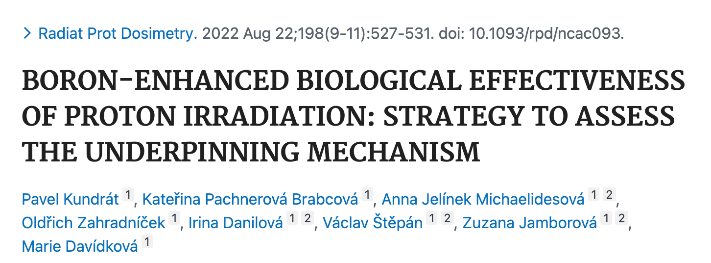 > Radiat Prot Dosimetry. 2022 Aug 22;198(9-11):527-531. doi: 10.1093/rpd/ncac093.
BORON-ENHANCED BIOLOGICAL EFFECTIVENESS
OF PROTON IRRADIATION: STRATEGY TO ASSESS
THE UNDERPINNING MECHANISM
Pavel Kundrát 1, Kateřina Pachnerová Brabcová 1, Anna Jelínek Michaelidesová 1 2,
Oldřich Zahradníček 1, Irina Danilová 1 2, Václav Štěpán 1 2, Zuzana Jamborová 1 2,
Marie Davídková 1